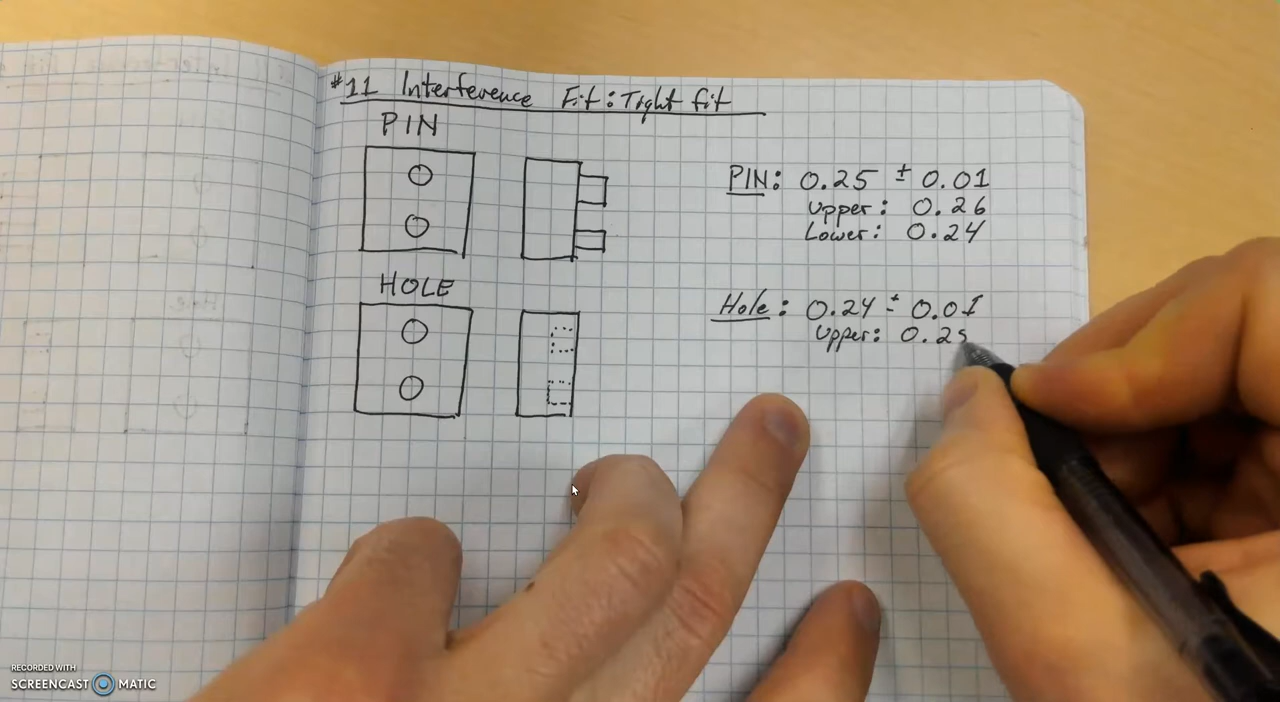 #11 Interference Fit: Tight fit
PIN
PIN: 0.25 ± 0.01
Upper: 0.26
Lower: 0.24
HOLE
Hole: 0.24 ± 0.01
Upper: 0.25
RECORDED WITH
SCREENCAST MATIC